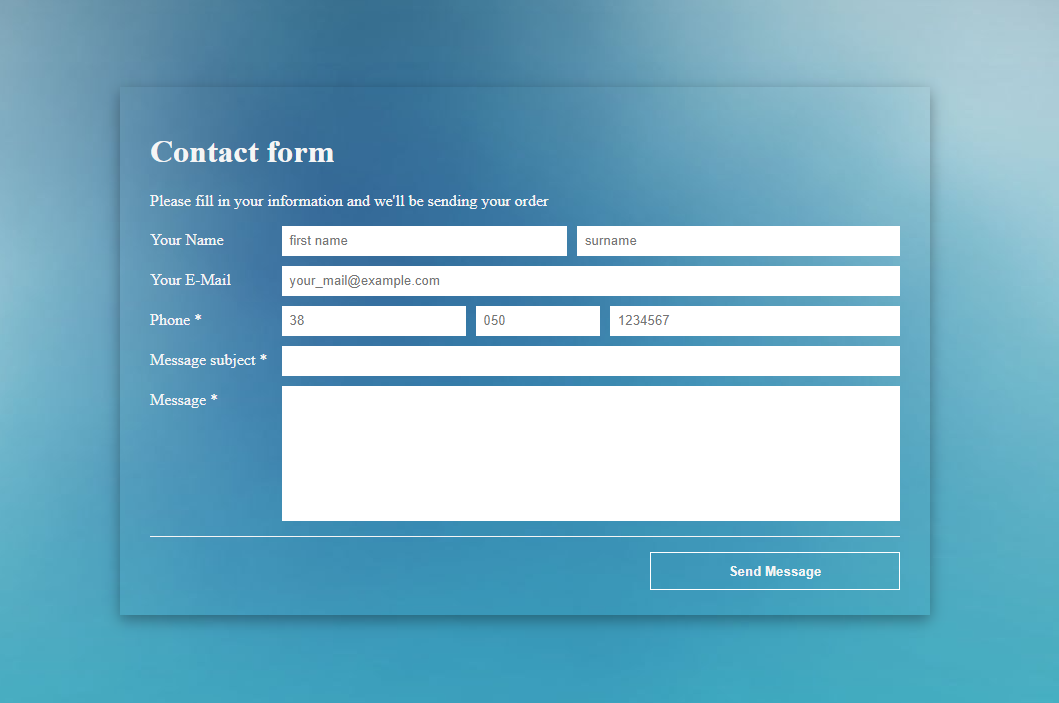 Contact form
Please fill in your information and we'll be sending your order
Your Name first name surname
Your E-Mail your_mail@example.com
Phone * 38 050 1234567
Message subject *
Message *
Send Message